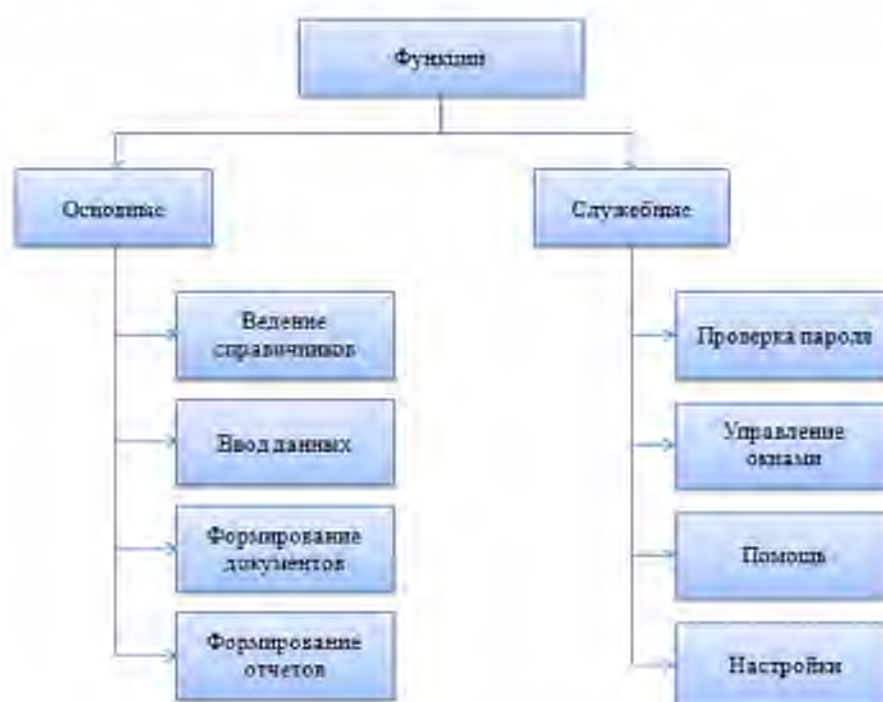 Функции
Основные
Служебные
Ведение
справочников
Ввод данных
Формирование
документов
Формирование
отчетов
Проверка пароля
Управление
окнами
Помощь
Настройки